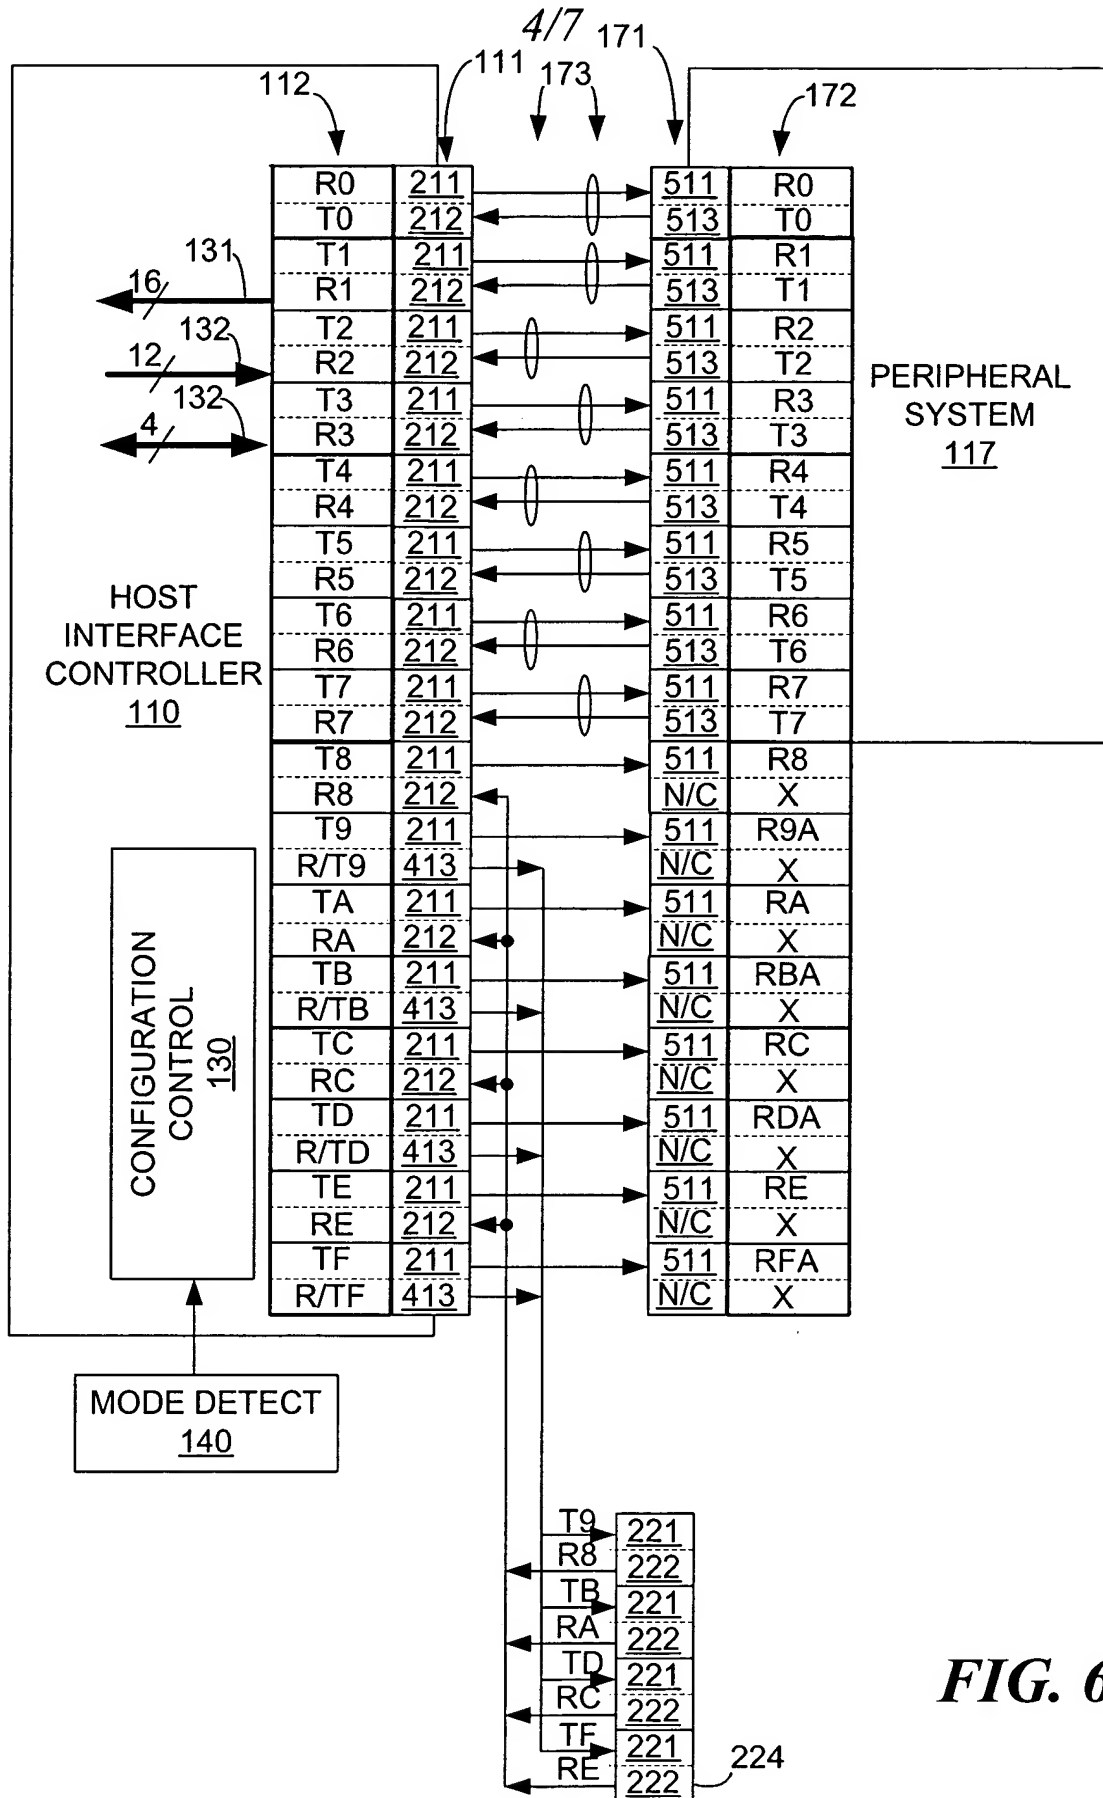 4/7
112
111
173
171
172
R0 211 511 R0
T0 212 513 T0
T1 211 511 R1
R1 212 513 T1
T2 211 511 R2
R2 212 513 T2
T3 211 511 R3
R3 212 513 T3
T4 211 511 R4
R4 212 513 T4
T5 211 511 R5
R5 212 513 T5
T6 211 511 R6
R6 212 513 T6
T7 211 511 R7
R7 212 513 T7
T8 211 511 R8
R8 212 N/C X
T9 211 511 R9A
R/T9 413 N/C X
TA 211 511 RA
RA 212 N/C X
TB 211 511 RBA
R/TB 413 N/C X
TC 211 511 RC
RC 212 N/C X
TD 211 511 RDA
R/TD 413 N/C X
TE 211 511 RE
RE 212 N/C X
TF 211 511 RFA
R/TF 413 N/C X
16 131
12 132
4 132
HOST
INTERFACE
CONTROLLER
110
PERIPHERAL
SYSTEM
117
CONFIGURATION
CONTROL
130
MODE DETECT
140
T9 221
R8 222
TB 221
RA 222
TD 221
RC 222
TF 221
RE 222
224
FIG. 6